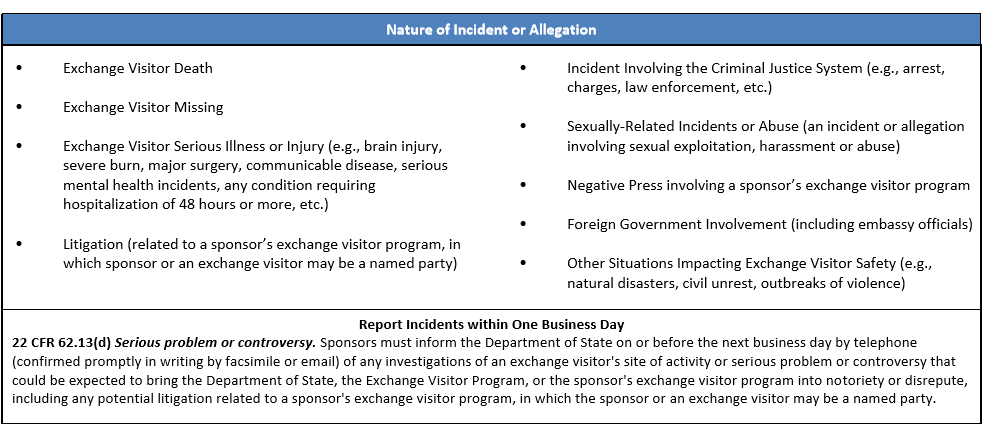 Nature of Incident or Allegation
• Exchange Visitor Death
• Exchange Visitor Missing
• Exchange Visitor Serious Illness or Injury (e.g., brain injury,
severe burn, major surgery, communicable disease, serious
mental health incidents, any condition requiring
hospitalization of 48 hours or more, etc.)
• Litigation (related to a sponsor's exchange visitor program, in
which sponsor or an exchange visitor may be a named party)
• Incident Involving the Criminal Justice System (e.g., arrest,
charges, law enforcement, etc.)
• Sexually-Related Incidents or Abuse (an incident or allegation
involving sexual exploitation, harassment or abuse)
• Negative Press involving a sponsor's exchange visitor program
• Foreign Government Involvement (including embassy officials)
• Other Situations Impacting Exchange Visitor Safety (e.g.,
natural disasters, civil unrest, outbreaks of violence)
Report Incidents within One Business Day
22 CFR 62.13(d) Serious problem or controversy. Sponsors must inform the Department of State on or before the next business day by telephone
(confirmed promptly in writing by facsimile or email) of any investigations of an exchange visitor's site of activity or serious problem or controversy that
could be expected to bring the Department of State, the Exchange Visitor Program, or the sponsor's exchange visitor program into notoriety or disrepute,
including any potential litigation related to a sponsor's exchange visitor program, in which the sponsor or an exchange visitor may be a named party.